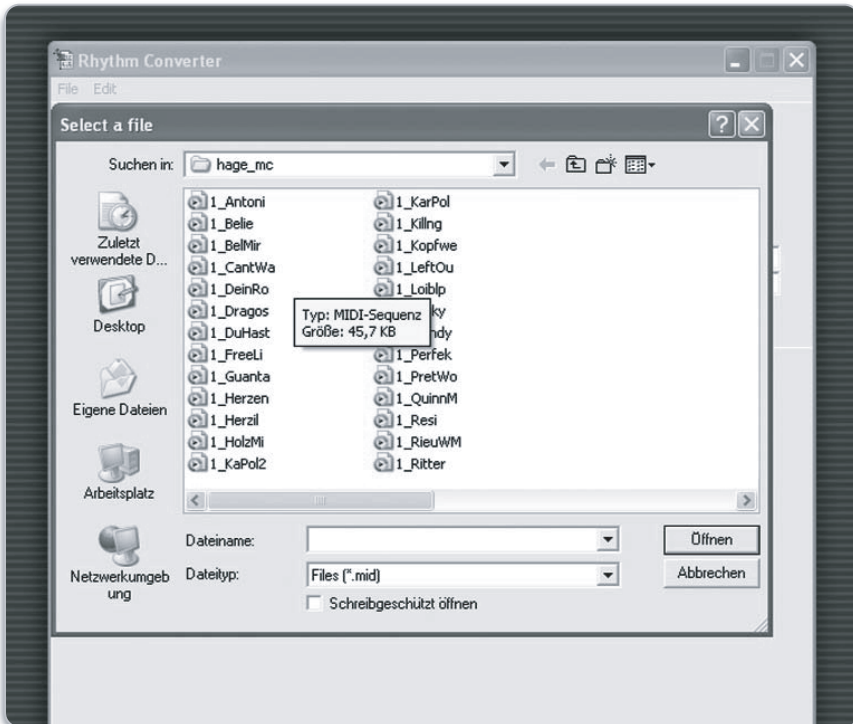 Rhythm Converter
File Edit
Select a file
Suchen in: hage_mc
Zuletzt
verwendete D...
Desktop
Eigene Dateien
Arbeitsplatz
Netzwerkumgeb
ung
1_Antoni
1_Belie
1_BelMir
1_CantWa
1_DeinRo
1_Dragos
1_DuHast
1_FreeLi
1_Guanta
1_Herzen
1_Herzil
1_HolzMi
1_KaPol2
1_KarPol
1_Killng
1_Kopfwe
1_LeftOu
1_Loiblp
1_Perfek
1_PretWo
1_QuinnM
1_Resi
1_RieuWM
1_Ritter
Typ: MIDI-Sequenz
Größe: 45,7 KB
Dateiname:
Öffnen
Dateityp: Files (*.mid)
Abbrechen
Schreibgeschützt öffnen